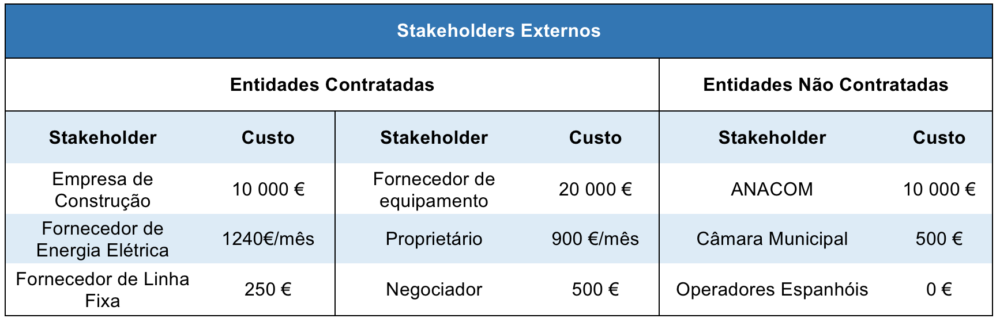 Stakeholders Externos
Entidades Contratadas
Entidades Não Contratadas
Stakeholder
Custo
Stakeholder
Custo
Stakeholder
Custo
Empresa de
Construção
10 000 €
Fornecedor de
equipamento
20 000 €
ANACOM
10 000 €
Fornecedor de
Energia Elétrica
1240€/mês
Proprietário
900 €/mês
Câmara Municipal
500 €
Fornecedor de Linha
Fixa
250 €
Negociador
500 €
Operadores Espanhóis
0 €